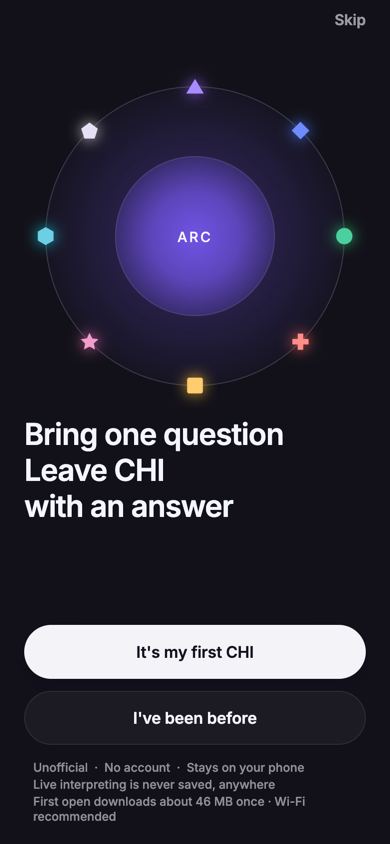 Skip
ARC
Bring one question
Leave CHI
with an answer
It's my first CHI
I've been before
Unofficial · No account · Stays on your phone
Live interpreting is never saved, anywhere
First open downloads about 46 MB once · Wi-Fi
recommended